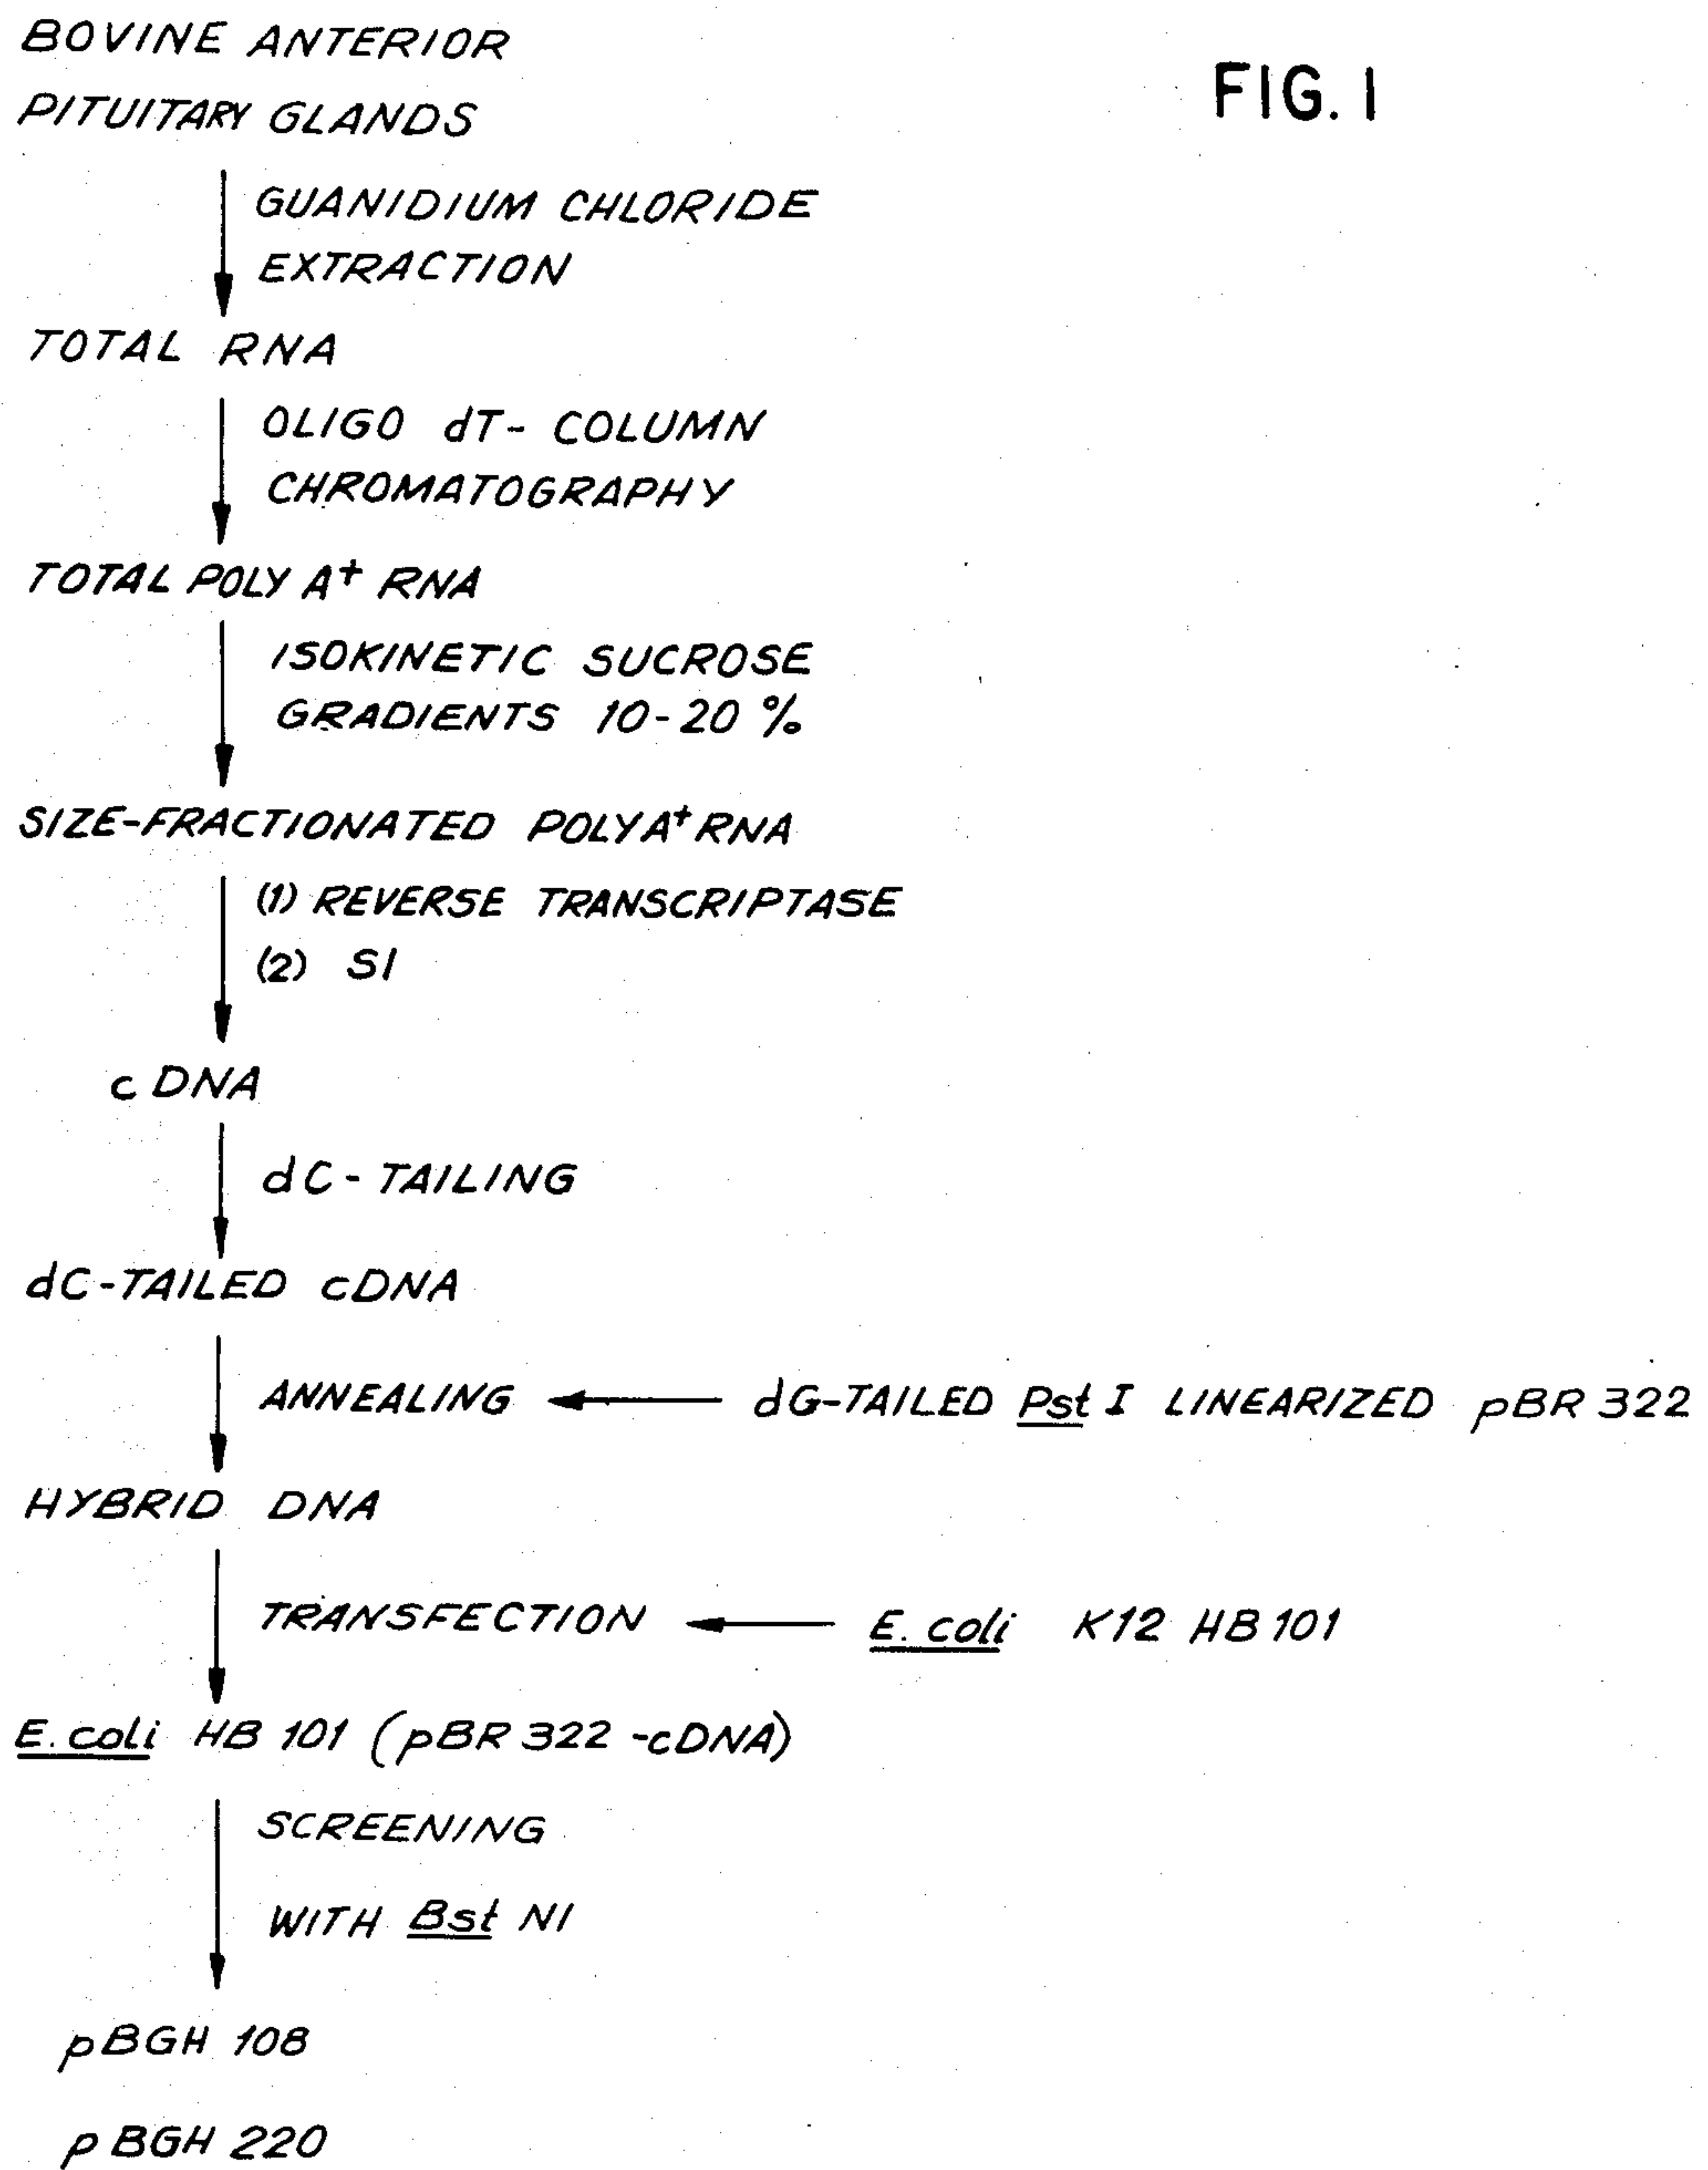 BOVINE ANTERIOR
PITUITARY GLANDS
FIG. 1
GUANIDIUM CHLORIDE
EXTRACTION
TOTAL RNA
OLIGO dT- COLUMN
CHROMATOGRAPHY
TOTAL POLY A+ RNA
ISOKINETIC SUCROSE
GRADIENTS 10-20 %
SIZE-FRACTIONATED POLYA+ RNA
(1) REVERSE TRANSCRIPTASE
(2) S1
cDNA
dC-TAILING
dC-TAILED cDNA
ANNEALING
dG-TAILED Pst I LINEARIZED pBR 322
HYBRID DNA
TRANSFECTION
E. coli K12 HB 101
E. coli HB 101 (pBR 322 -cDNA)
SCREENING
WITH Bst NI
pBGH 108
pBGH 220